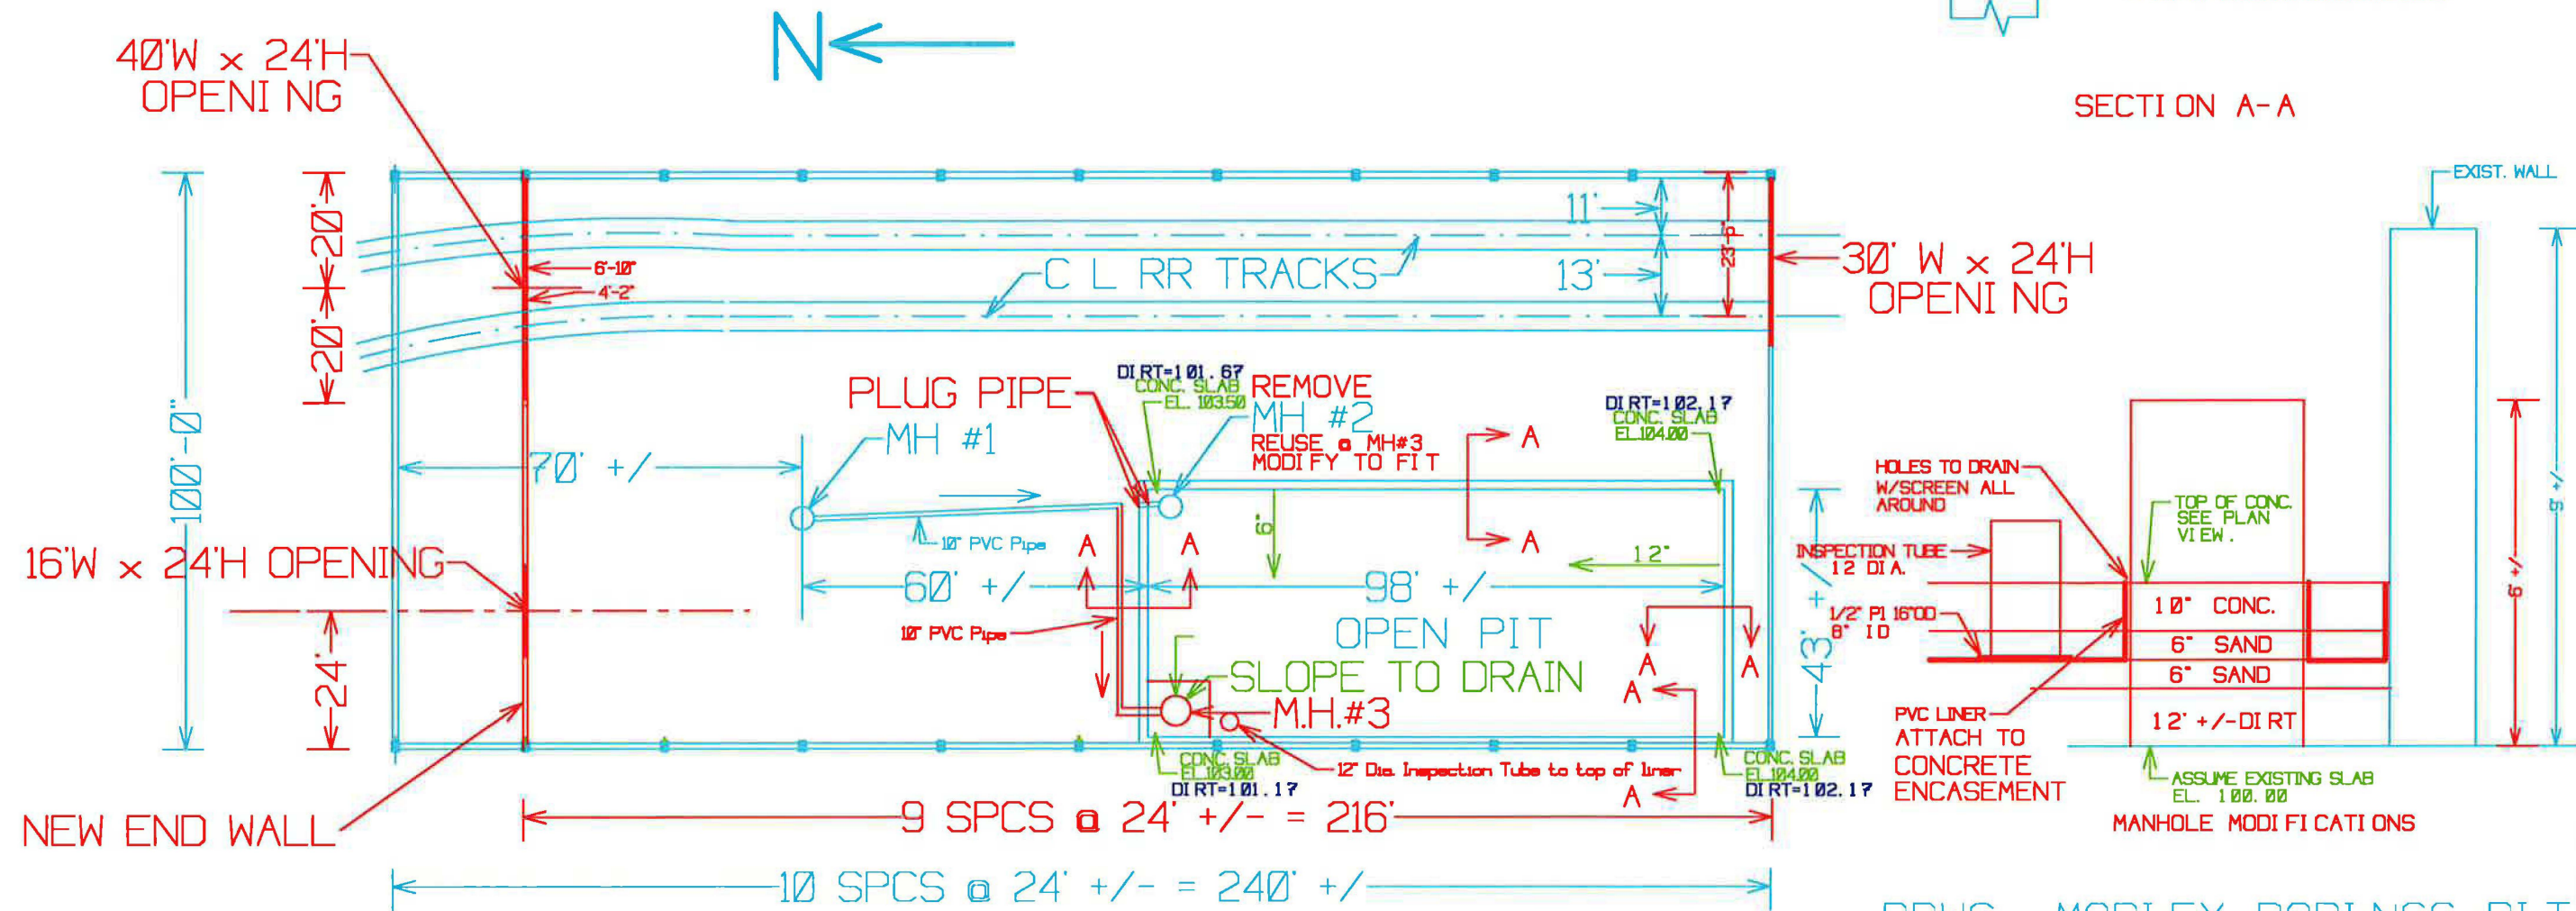 N
40'W x 24'H
OPENING
SECTION A-A
EXIST. WALL
20'
20'
100'-0"
6'-10"
4'-2"
C L RR TRACKS
11'
13'
23'-6"
30' W x 24'H
OPENING
PLUG PIPE
DIRT=101.67
CONC. SLAB
EL. 103.50
REMOVE
MH #2
REUSE @ MH#3
MODIFY TO FIT
MH #1
70' +/-
DIRT=102.17
CONC. SLAB
EL.104.00
A
A
16'W x 24'H OPENING
10" PVC Pipe
A
A
6"
12"
60' +/-
98' +/-
43' +/-
10" PVC Pipe
OPEN PIT
SLOPE TO DRAIN
M.H.#3
A
A
A
A
24'
NEW END WALL
CONC. SLAB
EL.103.00
DIRT=101.17
12" Dia. Inspection Tube to top of liner
CONC. SLAB
EL.104.00
DIRT=102.17
9 SPCS @ 24' +/- = 216'
10 SPCS @ 24' +/- = 240' +/
HOLES TO DRAIN
W/SCREEN ALL
AROUND
TOP OF CONC.
SEE PLAN
VIEW.
INSPECTION TUBE
12 DIA.
1/2" Pl 16"OD
8" ID
10" CONC.
6" SAND
6" SAND
12' +/-DIRT
6' +/-
PVC LINER
ATTACH TO
CONCRETE
ENCASEMENT
ASSUME EXISTING SLAB
EL. 100.00
MANHOLE MODIFICATIONS